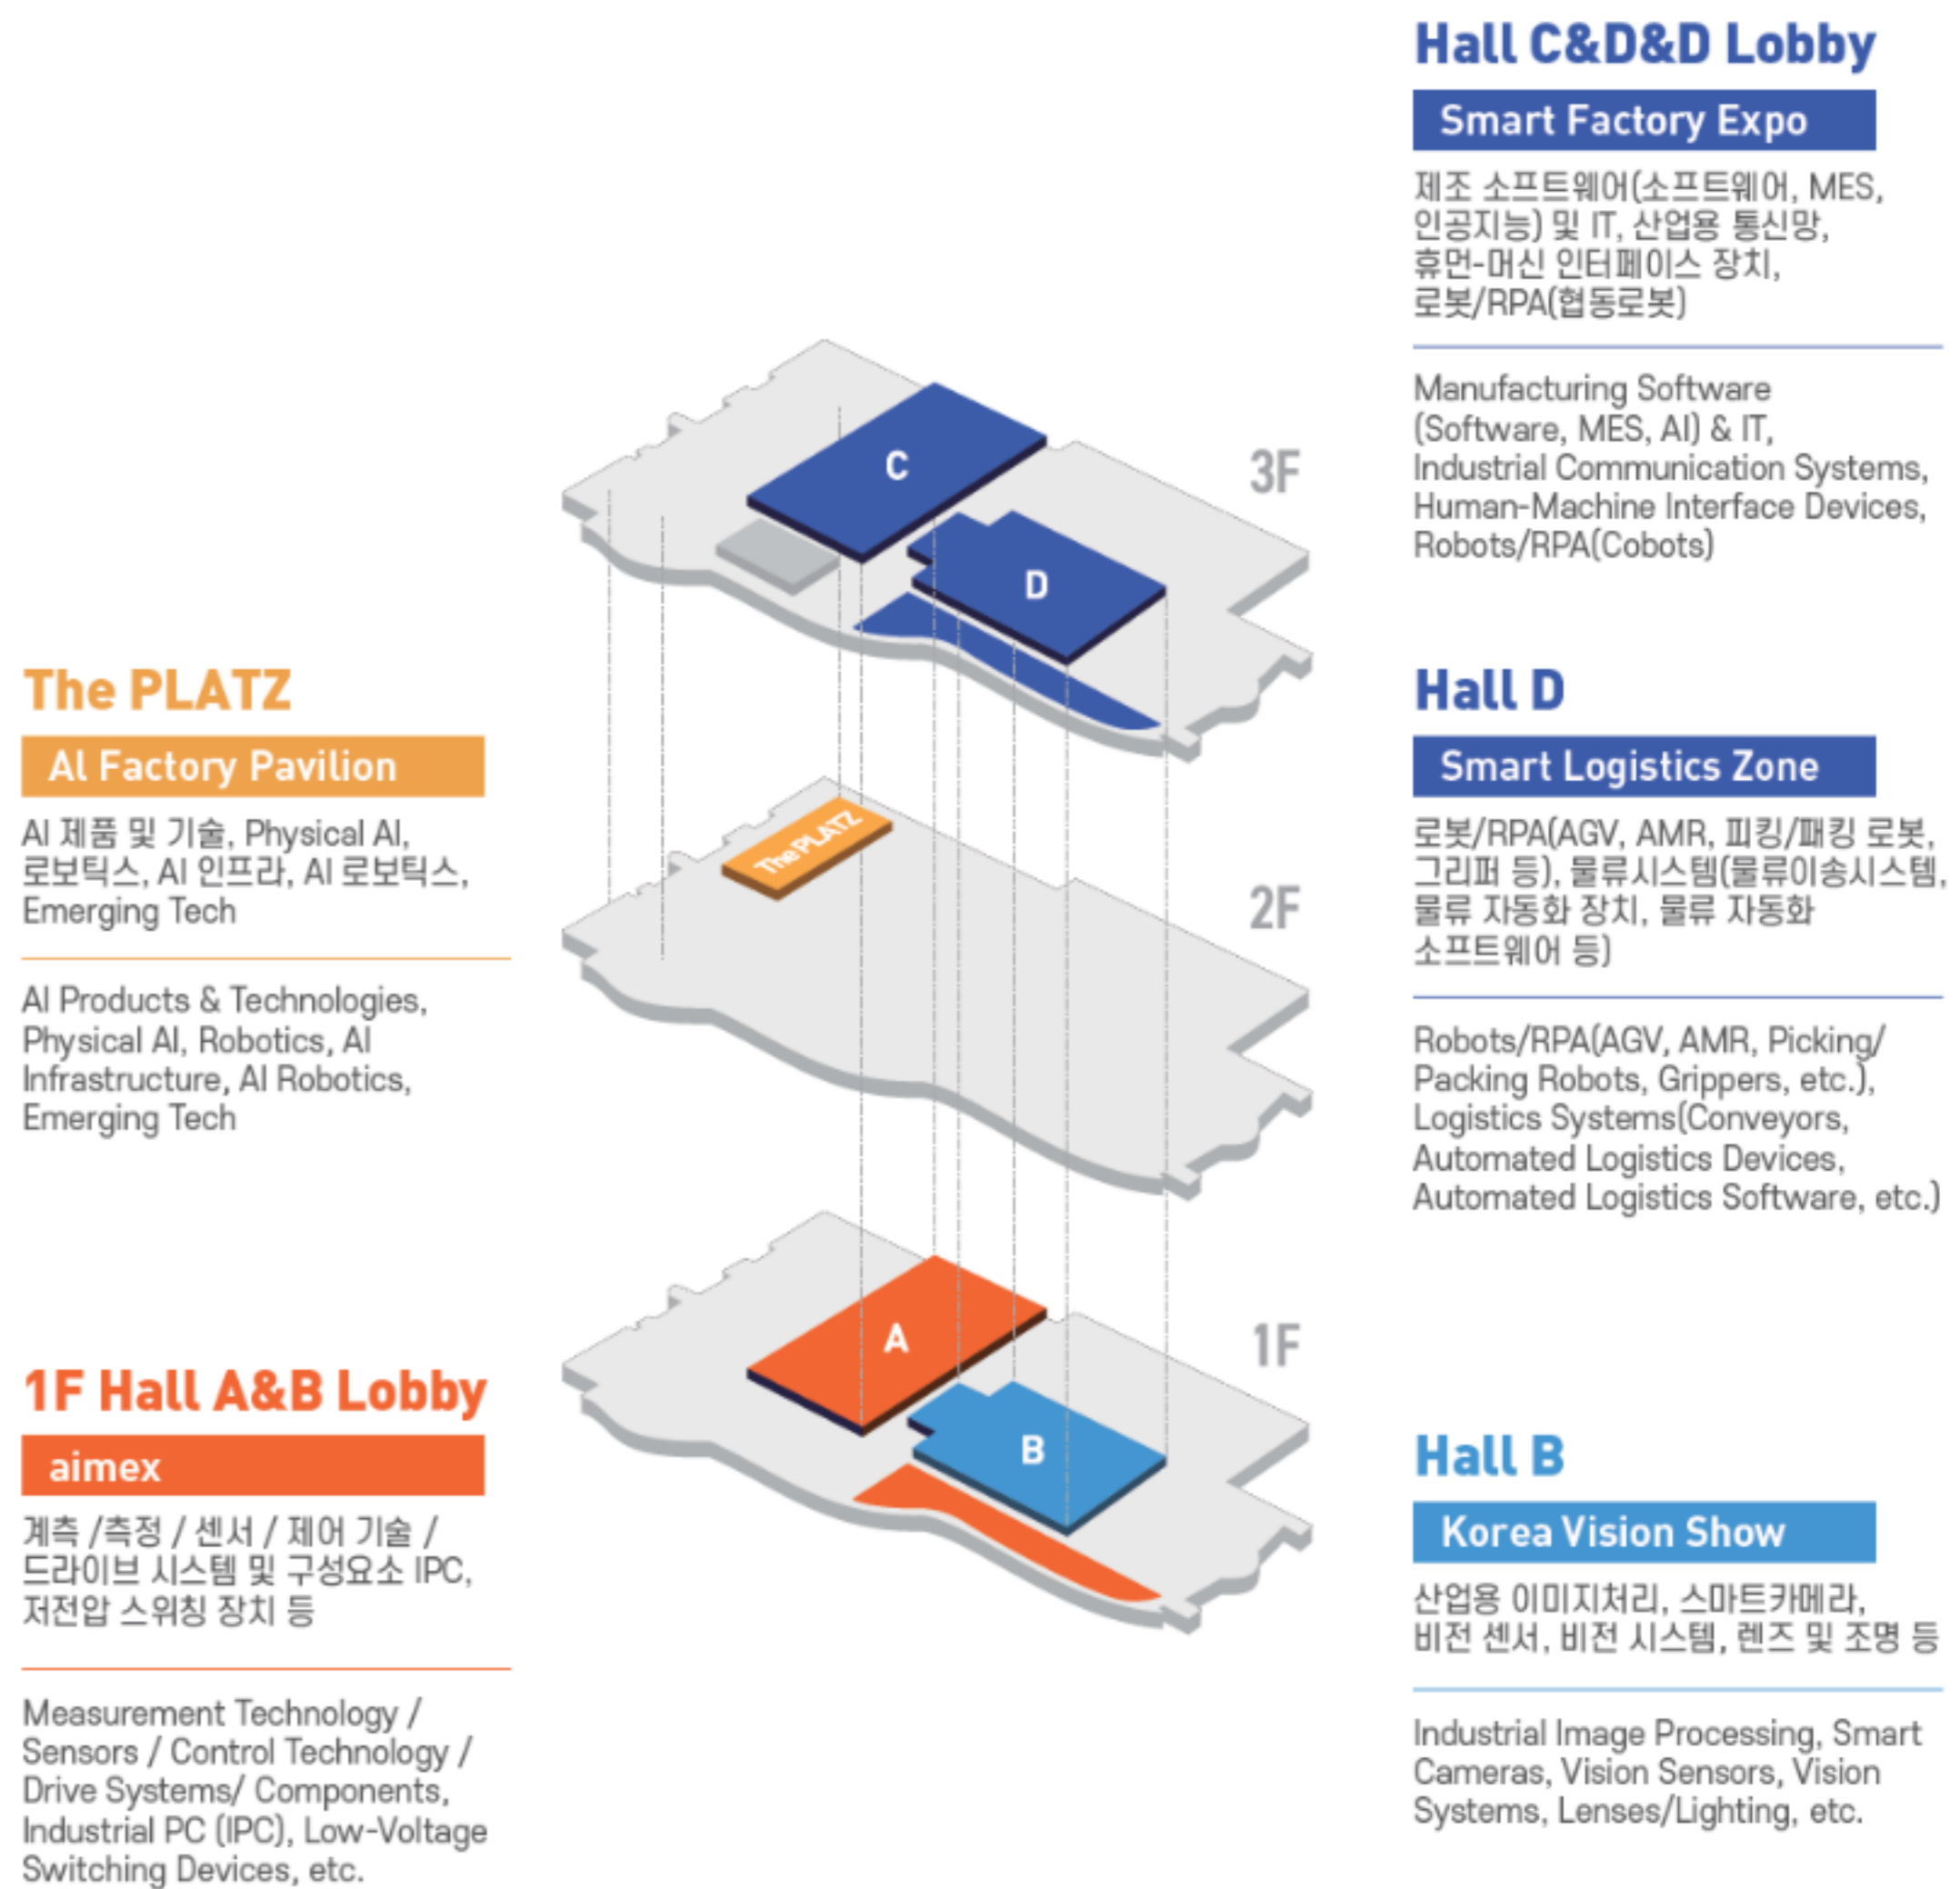 Hall C&D&D Lobby
Smart Factory Expo
제조 소프트웨어(소프트웨어, MES,
인공지능) 및 IT, 산업용 통신망,
휴먼-머신 인터페이스 장치,
로봇/RPA(협동로봇)
Manufacturing Software
(Software, MES, AI) & IT,
Industrial Communication Systems,
Human-Machine Interface Devices,
Robots/RPA(Cobots)
3F
C
D
The PLATZ
AI Factory Pavilion
AI 제품 및 기술, Physical AI,
로보틱스, AI 인프라, AI 로보틱스,
Emerging Tech
AI Products & Technologies,
Physical AI, Robotics, AI
Infrastructure, AI Robotics,
Emerging Tech
2F
The PLATZ
Hall D
Smart Logistics Zone
로봇/RPA(AGV, AMR, 피킹/패킹 로봇,
그리퍼 등), 물류시스템(물류이송시스템,
물류 자동화 장치, 물류 자동화
소프트웨어 등)
Robots/RPA(AGV, AMR, Picking/
Packing Robots, Grippers, etc.),
Logistics Systems(Conveyors,
Automated Logistics Devices,
Automated Logistics Software, etc.)
1F Hall A&B Lobby
aimex
계측 /측정 / 센서 / 제어 기술 /
드라이브 시스템 및 구성요소 IPC,
저전압 스위칭 장치 등
Measurement Technology /
Sensors / Control Technology /
Drive Systems/ Components,
Industrial PC (IPC), Low-Voltage
Switching Devices, etc.
1F
A
B
Hall B
Korea Vision Show
산업용 이미지처리, 스마트카메라,
비전 센서, 비전 시스템, 렌즈 및 조명 등
Industrial Image Processing, Smart
Cameras, Vision Sensors, Vision
Systems, Lenses/Lighting, etc.